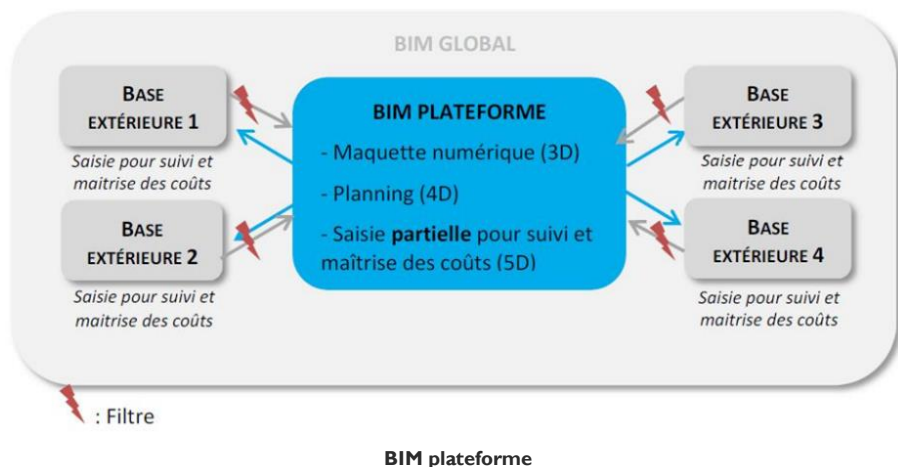 BIM GLOBAL
BASE
EXTÉRIEURE 1
Saisie pour suivi et
maitrise des coûts
BASE
EXTÉRIEURE 2
Saisie pour suivi et
maitrise des coûts
BIM PLATEFORME
- Maquette numérique (3D)
- Planning (4D)
- Saisie partielle pour suivi et
maîtrise des coûts (5D)
BASE
EXTÉRIEURE 3
Saisie pour suivi et
maitrise des coûts
BASE
EXTÉRIEURE 4
Saisie pour suivi et
maitrise des coûts
: Filtre
BIM plateforme